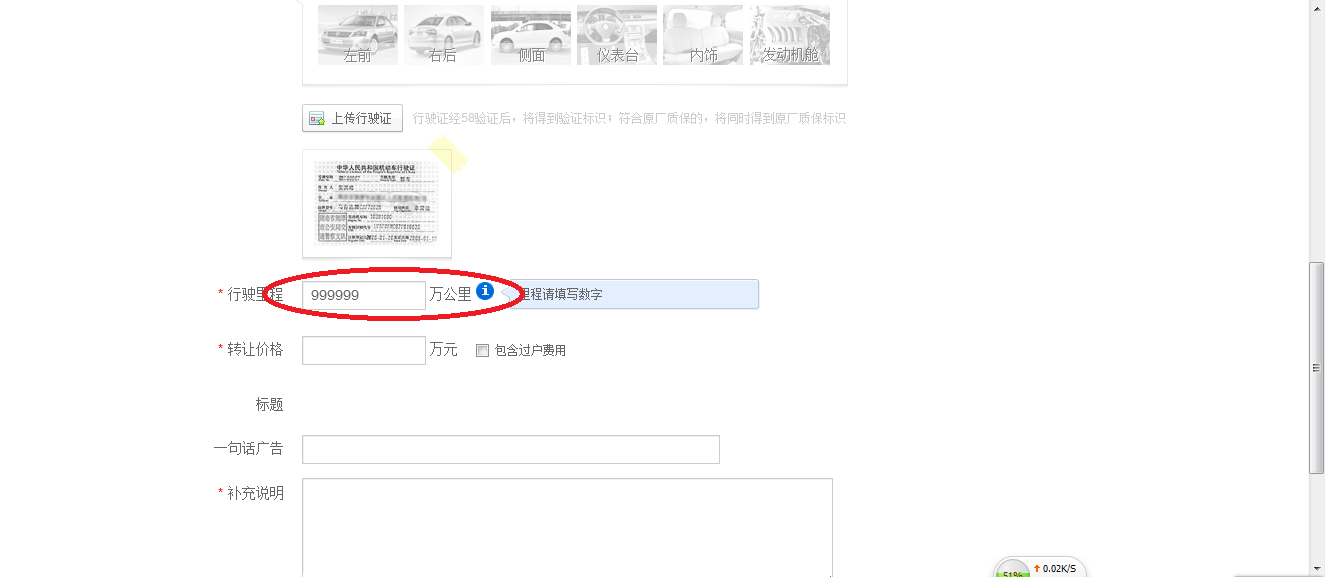 左前 右后 侧面 仪表台 内饰 发动机舱
上传行驶证 行驶证经58验证后，将得到验证标识；符合原厂质保的，将同时得到原厂质保标识
中华人民共和国机动车行驶证
* 行驶里程 999999 万公里 里程请填写数字
* 转让价格 万元 包含过户费用
标题
一句话广告
* 补充说明
51% 0.02K/S